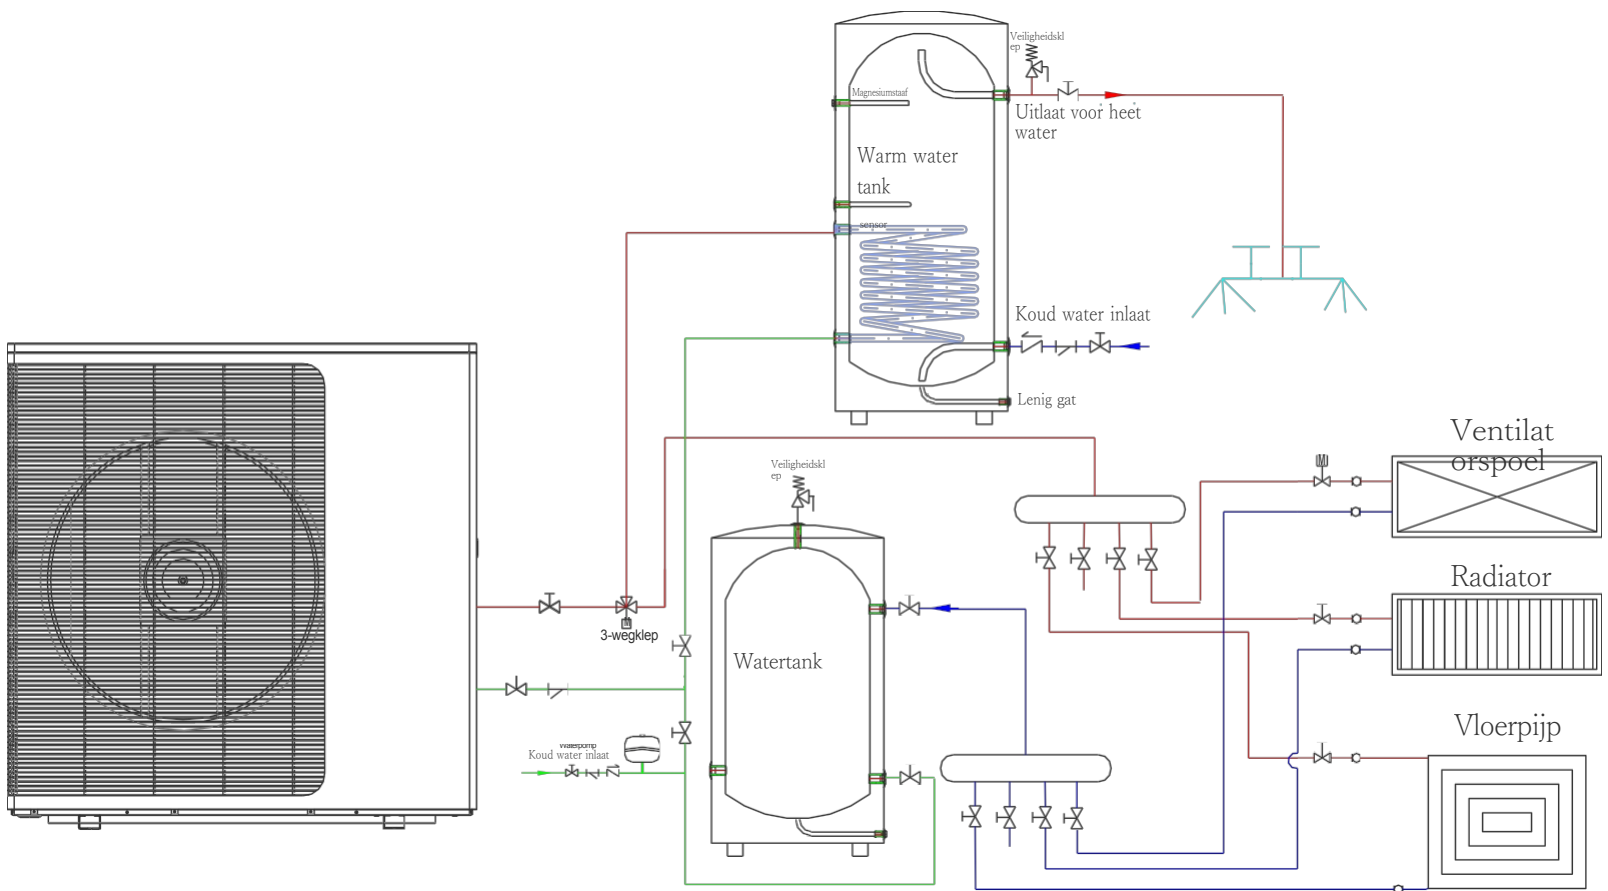 Veiligheidskl
ep
Magnesiumstaaf
Uitlaat voor heet
water
Warm water
tank
sensor
Koud water inlaat
Lenig gat
Ventilat
orspoel
Veiligheidskl
ep
M
Radiator
M
3-wegklep
Watertank
Vloerpijp
Waterpomp
Koud water inlaat